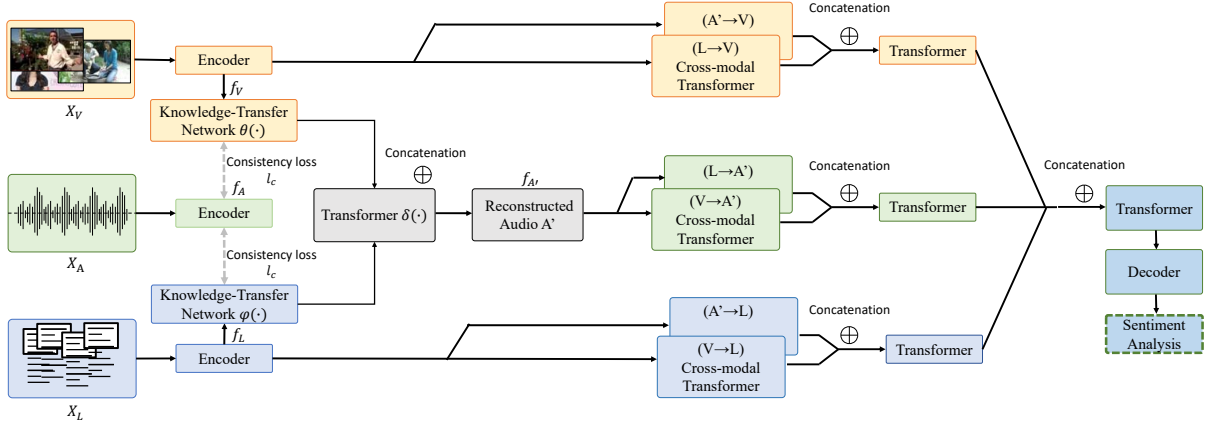 X_V
Encoder
f_V
Knowledge-Transfer
Network θ(·)
Consistency loss
l_c
f_A
X_A
Encoder
Consistency loss
l_c
Knowledge-Transfer
Network φ(·)
f_L
X_L
Encoder
Concatenation
⊕
Transformer δ(·)
f_A′
Reconstructed
Audio A’
(A’→V)
(L→V)
Cross-modal
Transformer
Concatenation
⊕
Transformer
(L→A’)
(V→A’)
Cross-modal
Transformer
Concatenation
⊕
Transformer
(A’→L)
(V→L)
Cross-modal
Transformer
Concatenation
⊕
Transformer
Concatenation
⊕
Transformer
Decoder
Sentiment
Analysis